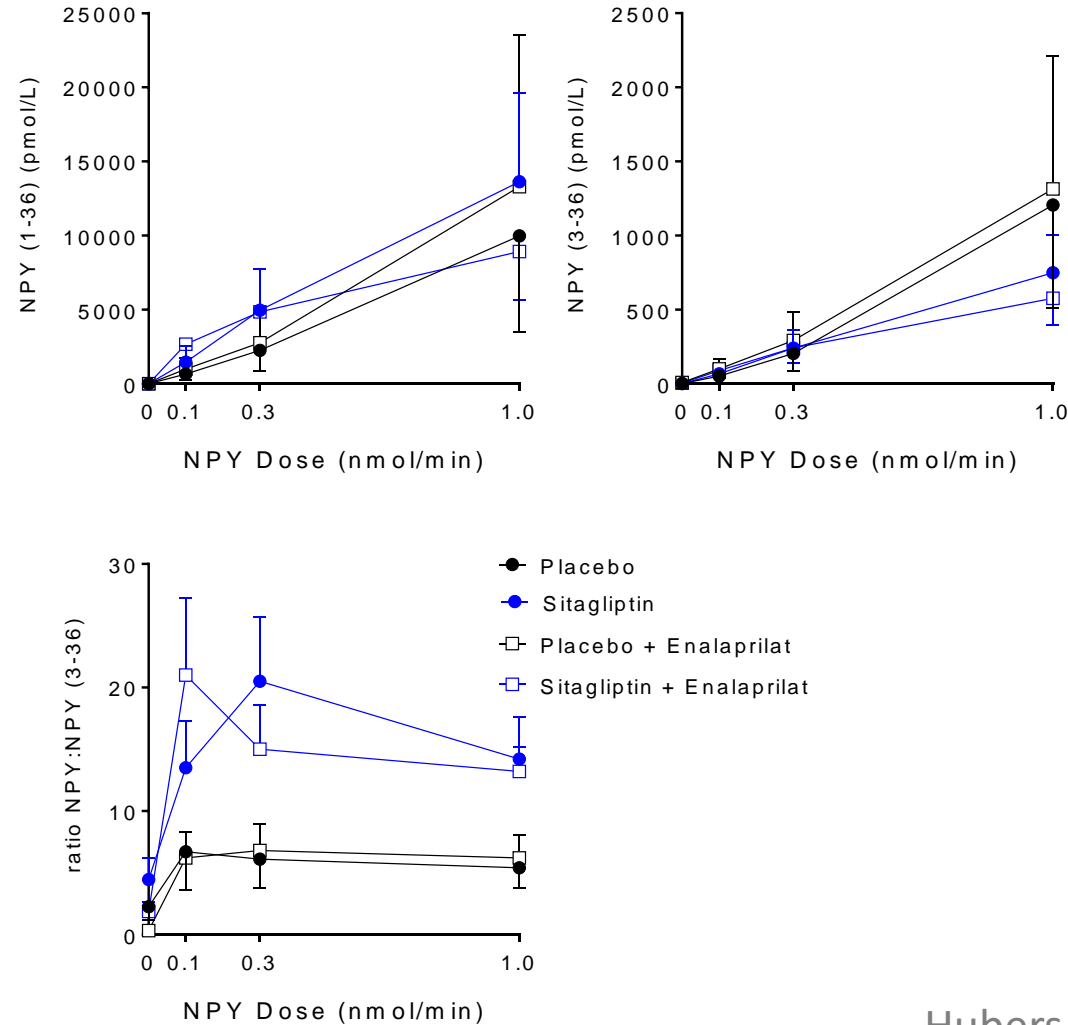 25000
20000
15000
10000
5000
0
0 0.1 0.3 1.0
NPY (1-36) (pmol/L)
NPY Dose (nmol/min)
2500
2000
1500
1000
500
0
0 0.1 0.3 1.0
NPY (3-36) (pmol/L)
NPY Dose (nmol/min)
30
20
10
0
0 0.1 0.3 1.0
ratio NPY:NPY (3-36)
NPY Dose (nmol/min)
Placebo
Sitagliptin
Placebo + Enalaprilat
Sitagliptin + Enalaprilat
Hubers